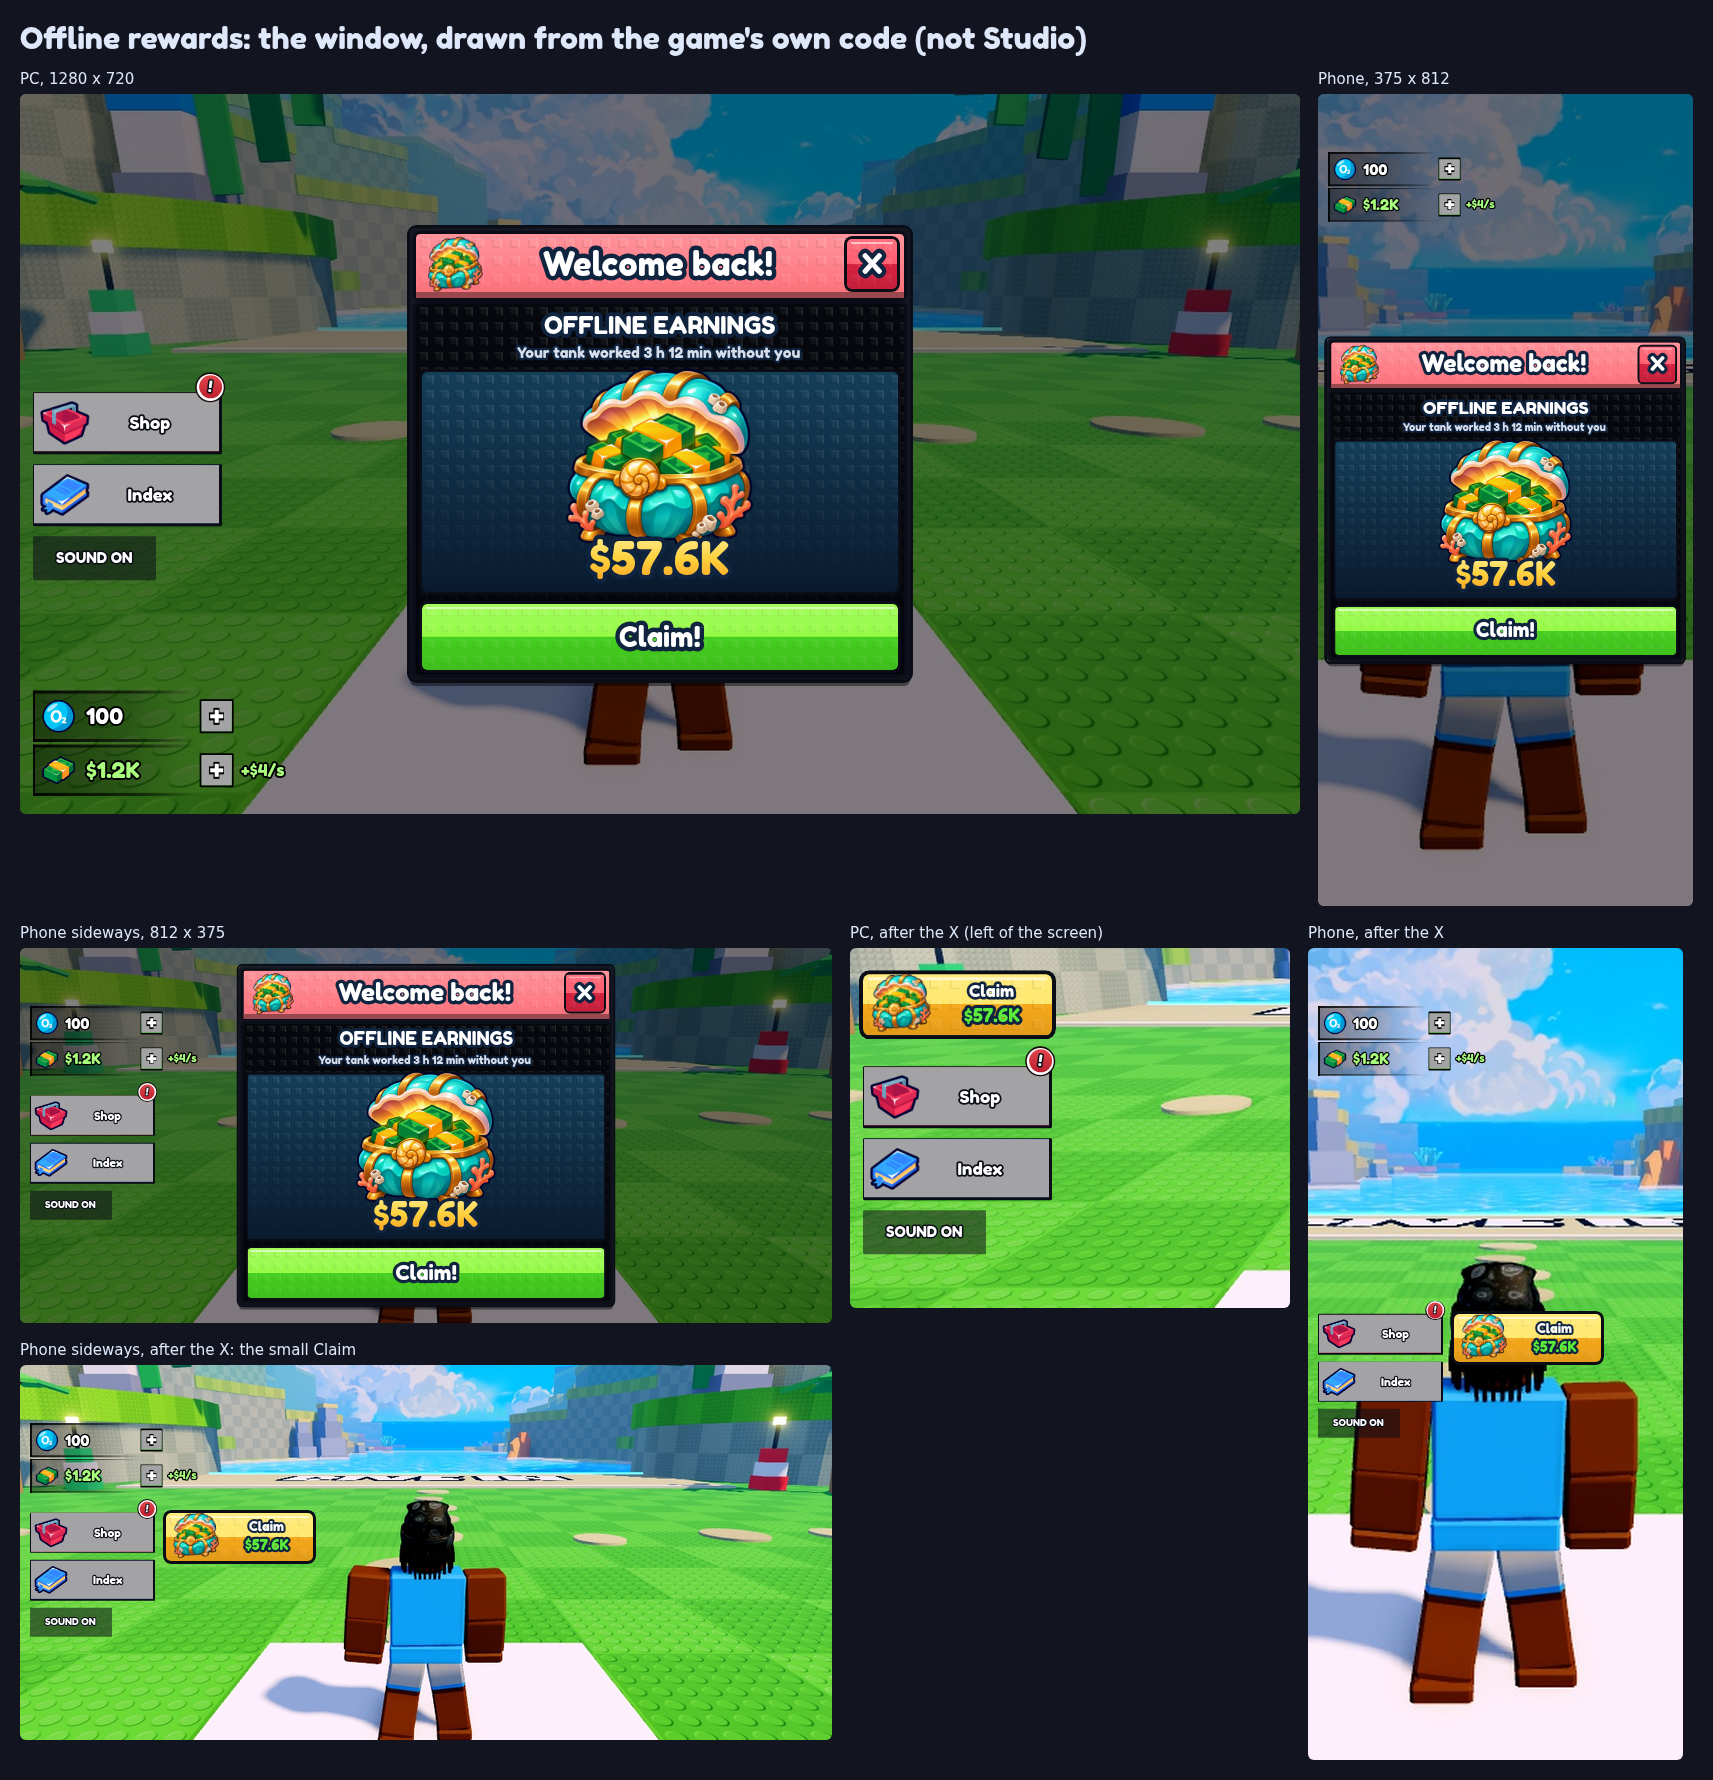 Offline rewards: the window, drawn from the game's own code (not Studio)
PC, 1280 x 720
Welcome back!
OFFLINE EARNINGS
Your tank worked 3 h 12 min without you
$57.6K
Claim!
!
Shop
Index
SOUND ON
O₂ 100
$1.2K +$4/s
Phone, 375 x 812
O₂ 100
$1.2K +$4/s
Welcome back!
OFFLINE EARNINGS
Your tank worked 3 h 12 min without you
$57.6K
Claim!
Phone sideways, 812 x 375
O₂ 100
$1.2K +$4/s
!
Shop
Index
SOUND ON
Welcome back!
OFFLINE EARNINGS
Your tank worked 3 h 12 min without you
$57.6K
Claim!
PC, after the X (left of the screen)
Claim
$57.6K
!
Shop
Index
SOUND ON
Phone, after the X
O₂ 100
$1.2K +$4/s
!
Shop
Claim
$57.6K
Index
SOUND ON
Phone sideways, after the X: the small Claim
O₂ 100
$1.2K +$4/s
!
Shop
Claim
$57.6K
Index
SOUND ON